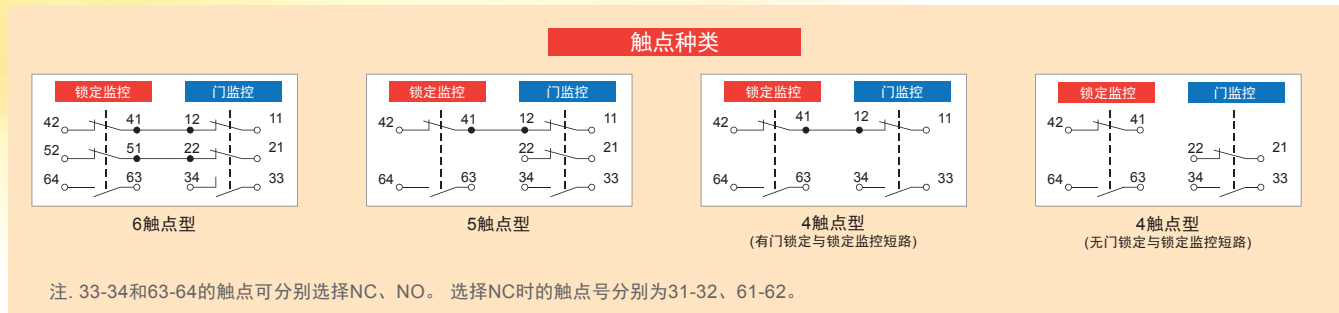 触点种类
锁定监控 门监控
42 41 12 11
52 51 22 21
64 63 34 33
6触点型
锁定监控 门监控
42 41 12 11
22 21
64 63 34 33
5触点型
锁定监控 门监控
42 41 12 11
64 63 34 33
4触点型
(有门锁定与锁定监控短路)
锁定监控 门监控
42 41
22 21
64 63 34 33
4触点型
(无门锁定与锁定监控短路)
注. 33-34和63-64的触点可分别选择NC、NO。 选择NC时的触点号分别为31-32、61-62。